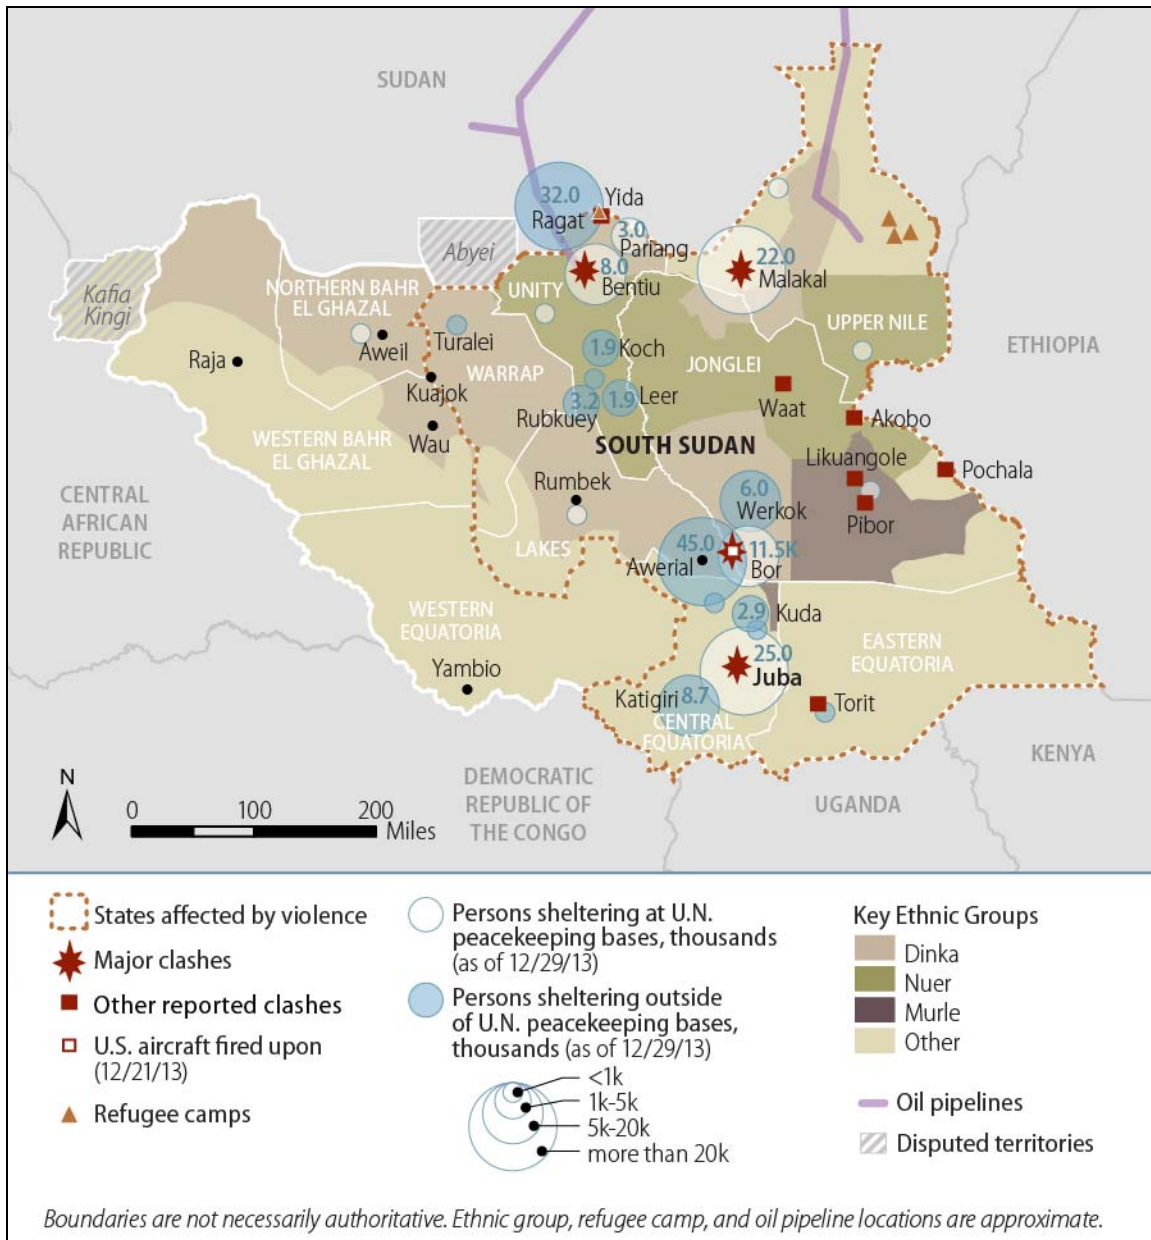 SUDAN
32.0
Yida
Ragat
3.0
Pariang
Abyei
22.0
Malakal
8.0
Bentiu
Kafia
Kingi
NORTHERN BAHR
EL GHAZAL
UNITY
UPPER NILE
ETHIOPIA
Raja
Aweil
Turalei
1.9 Koch
JONGLEI
WARRAP
Kuajok
3.2
1.9 Leer
Waat
Rubkuey
Akobo
Wau
WESTERN BAHR
EL GHAZAL
SOUTH SUDAN
Likuangole
Pochala
CENTRAL
AFRICAN
REPUBLIC
Rumbek
6.0
Werkok
Pibor
LAKES
45.0
11.5K
Awerial
Bor
WESTERN
EQUATORIA
2.9 Kuda
EASTERN
EQUATORIA
25.0
Juba
Yambio
Katigiri 8.7
Torit
CENTRAL
EQUATORIA
KENYA
N
DEMOCRATIC
REPUBLIC OF
THE CONGO
UGANDA
0 100 200
Miles
States affected by violence
Major clashes
Other reported clashes
U.S. aircraft fired upon
(12/21/13)
Refugee camps
Persons sheltering at U.N.
peacekeeping bases, thousands
(as of 12/29/13)
Persons sheltering outside
of U.N. peacekeeping bases,
thousands (as of 12/29/13)
<1k
1k-5k
5k-20k
more than 20k
Key Ethnic Groups
Dinka
Nuer
Murle
Other
Oil pipelines
Disputed territories
Boundaries are not necessarily authoritative. Ethnic group, refugee camp, and oil pipeline locations are approximate.